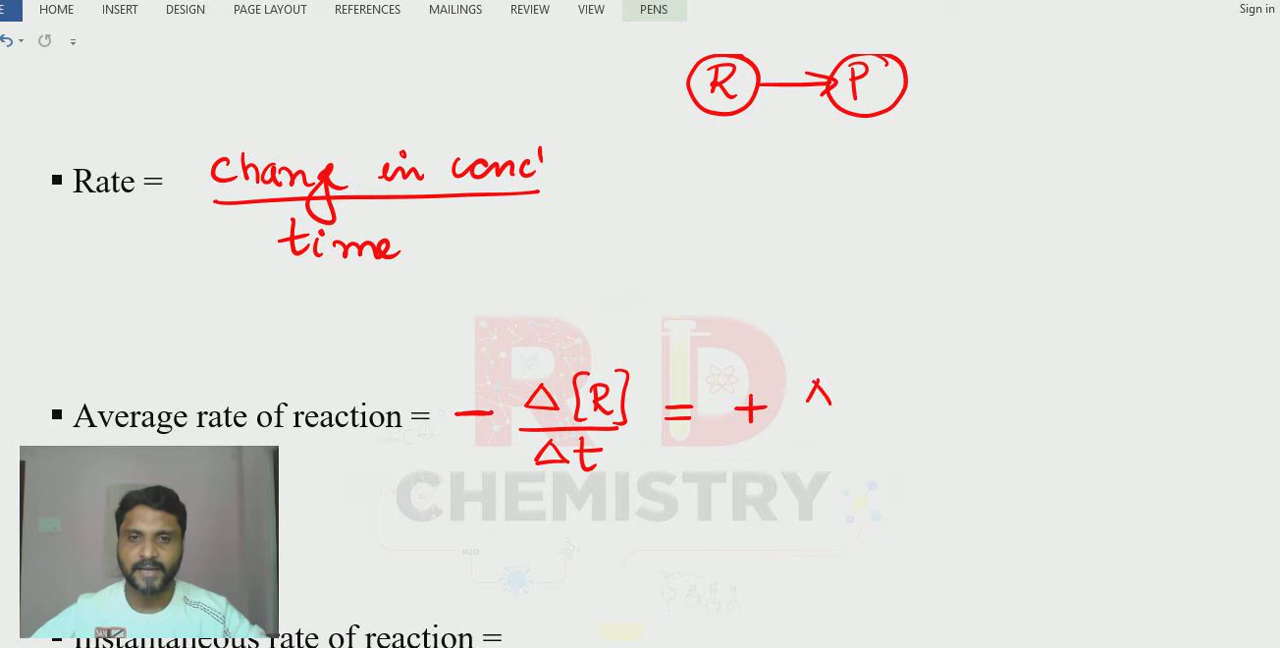 HOME INSERT DESIGN PAGE LAYOUT REFERENCES MAILINGS REVIEW VIEW PENS Sign in
R → P
▪ Rate = change in conc'
time
RD
▪ Average rate of reaction = - Δ[R] = + Λ
Δt
CHEMISTRY
H2O
▪ Instantaneous rate of reaction =